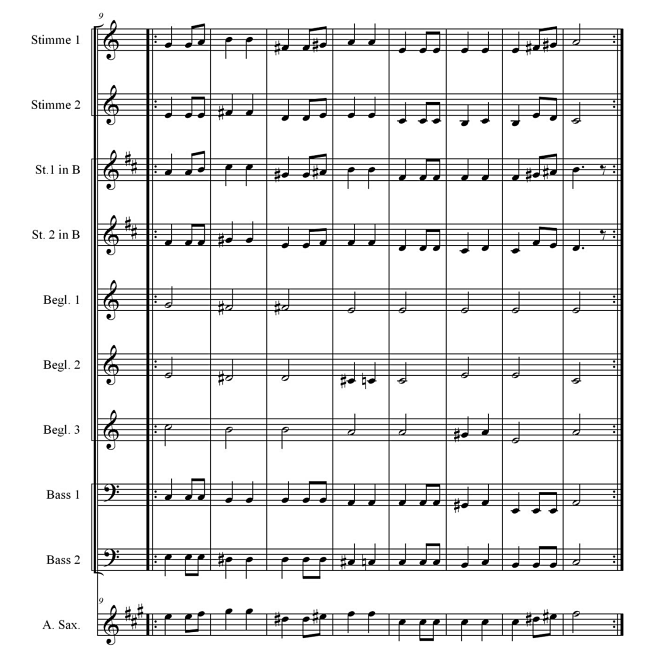 9
Stimme 1
Stimme 2
St.1 in B
St. 2 in B
Begl. 1
Begl. 2
Begl. 3
Bass 1
Bass 2
9
A. Sax.